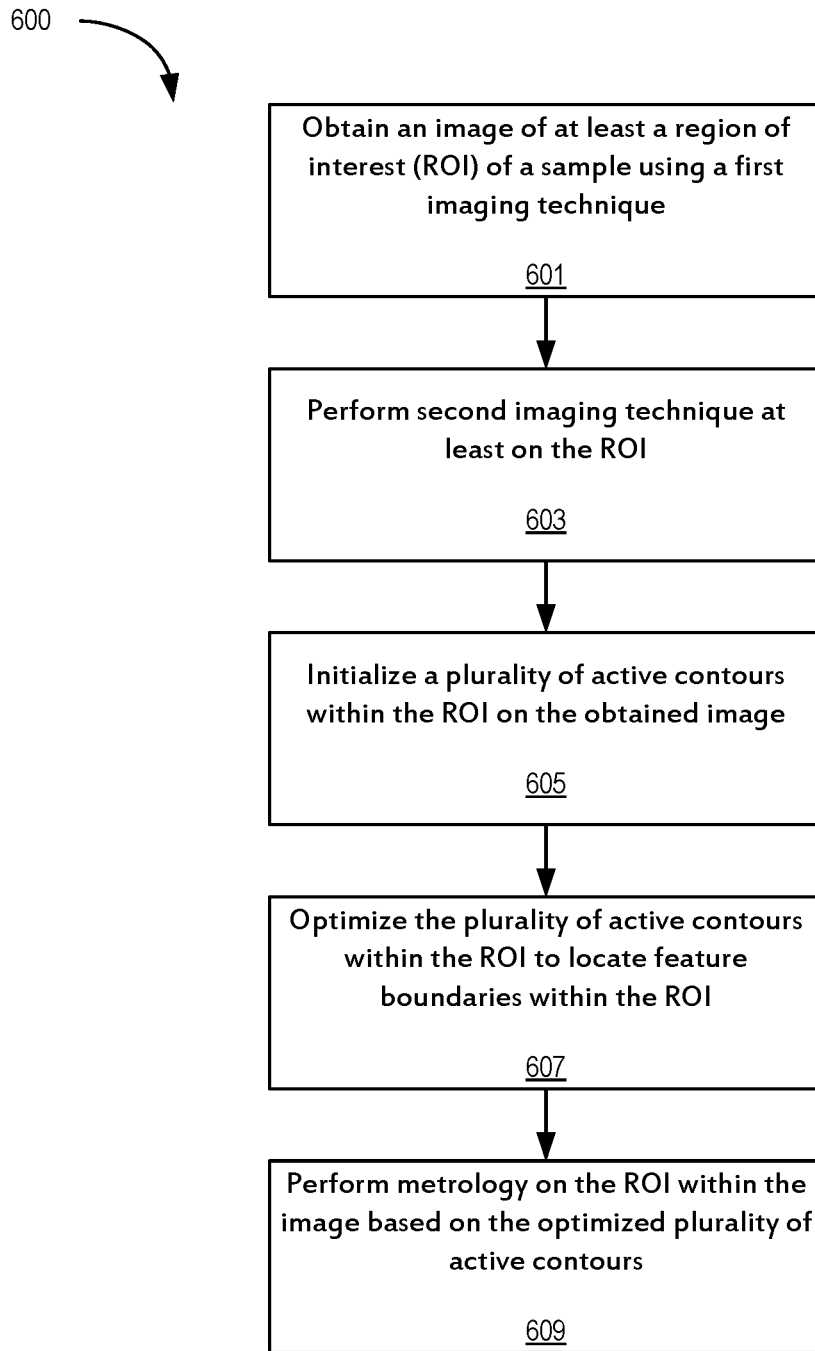 600
Obtain an image of at least a region of
interest (ROI) of a sample using a first
imaging technique
601
Perform second imaging technique at
least on the ROI
603
Initialize a plurality of active contours
within the ROI on the obtained image
605
Optimize the plurality of active contours
within the ROI to locate feature
boundaries within the ROI
607
Perform metrology on the ROI within the
image based on the optimized plurality of
active contours
609